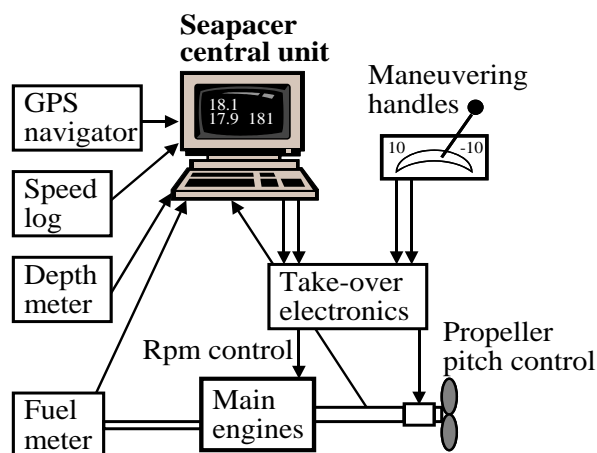 Seapacer
central unit
GPS
navigator
18.1
17.9 181
Maneuvering
handles
10 -10
Speed
log
Depth
meter
Take-over
electronics
Rpm control
Propeller
pitch control
Fuel
meter
Main
engines